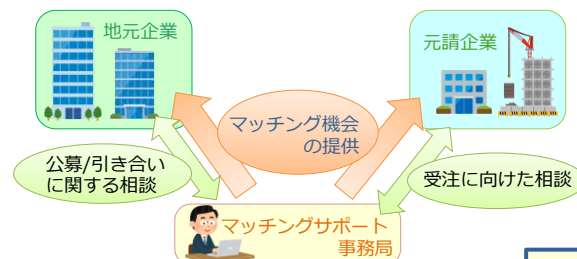 地元企業
元請企業
マッチング機会
の提供
公募/引き合い
に関する相談
受注に向けた相談
マッチングサポート
事務局